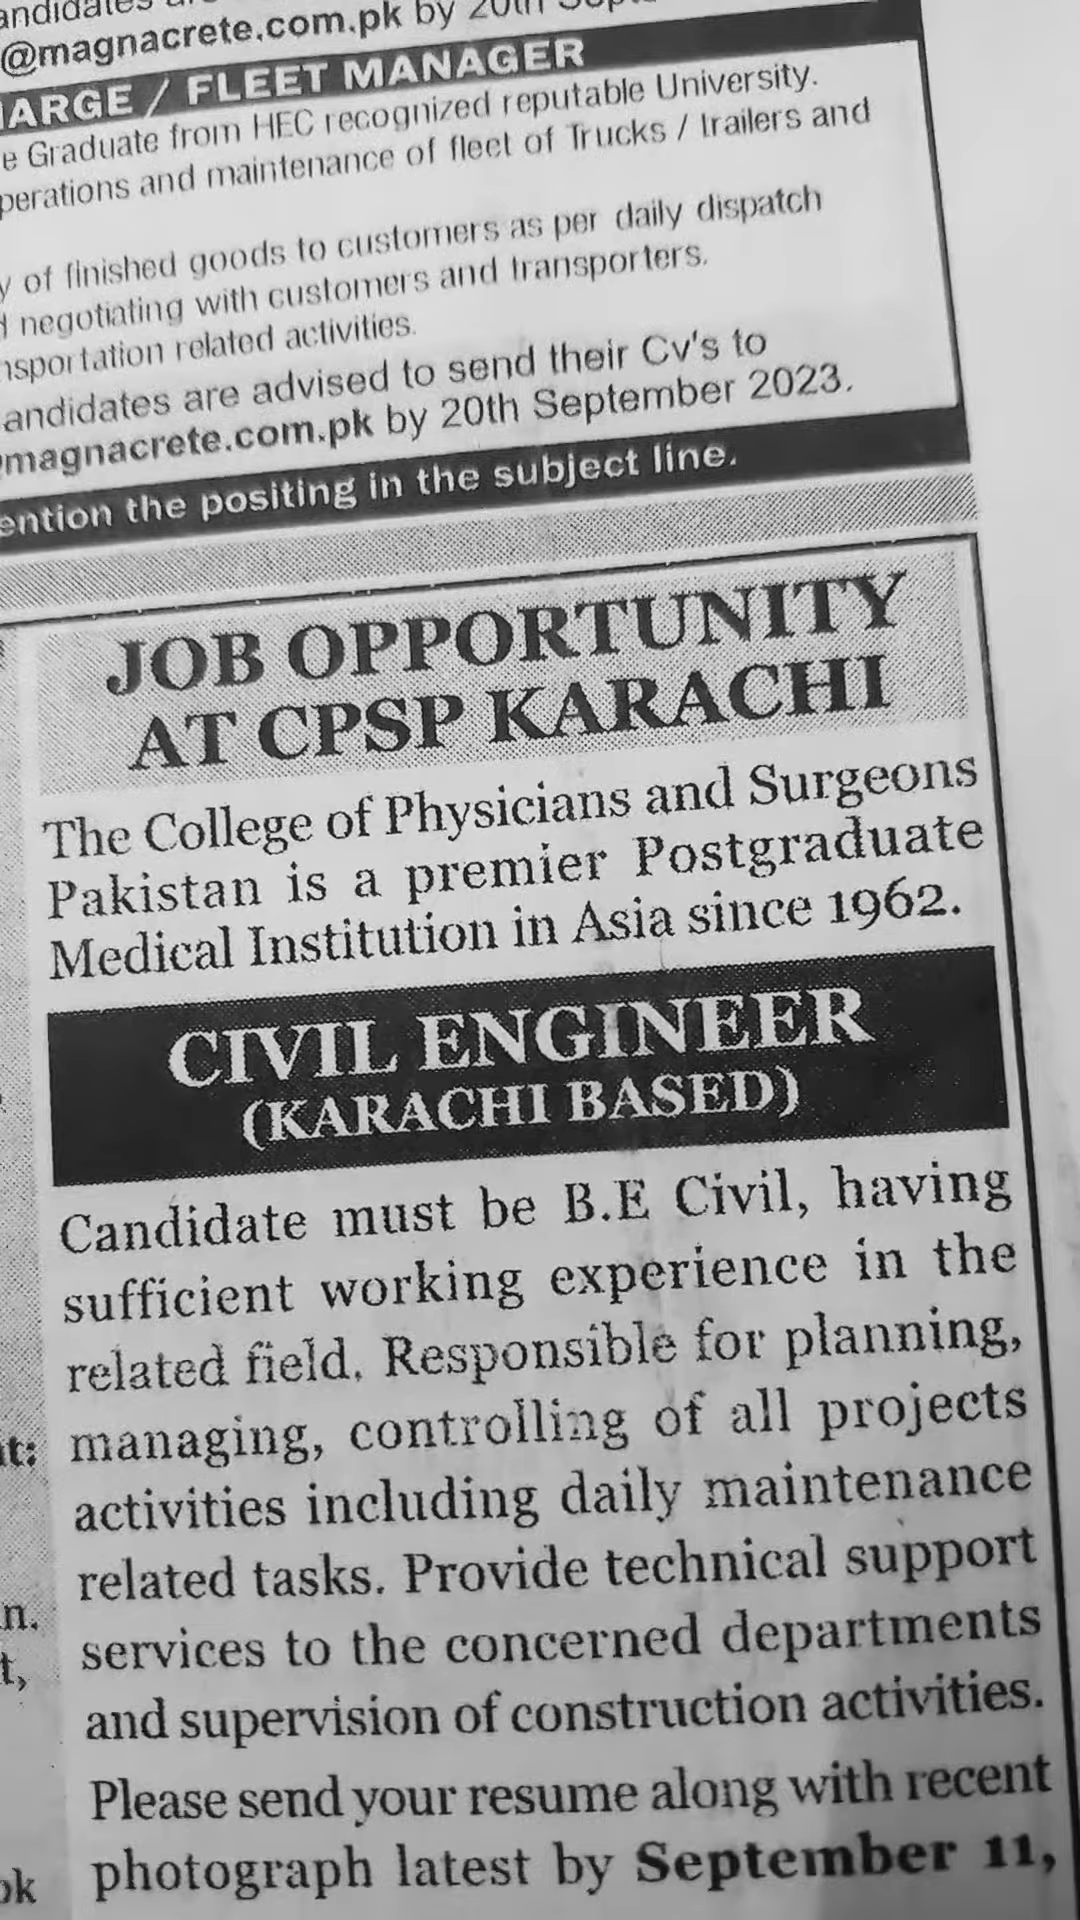 @magnacrete.com.pk by 20th
ARGE / FLEET MANAGER
e Graduate from HEC recognized reputable University.
perations and maintenance of fleet of Trucks / Trailers and
y of finished goods to customers as per daily dispatch
negotiating with customers and transporters.
nsportation related activities.
andidates are advised to send their Cv's to
magnacrete.com.pk by 20th September 2023.
ention the positing in the subject line.
JOB OPPORTUNITY
AT CPSP KARACHI
The College of Physicians and Surgeons
Pakistan is a premier Postgraduate
Medical Institution in Asia since 1962.
CIVIL ENGINEER
(KARACHI BASED)
Candidate must be B.E Civil, having
sufficient working experience in the
related field. Responsible for planning,
managing, controlling of all projects
activities including daily maintenance
related tasks. Provide technical support
services to the concerned departments
and supervision of construction activities.
Please send your resume along with recent
photograph latest by September 11,